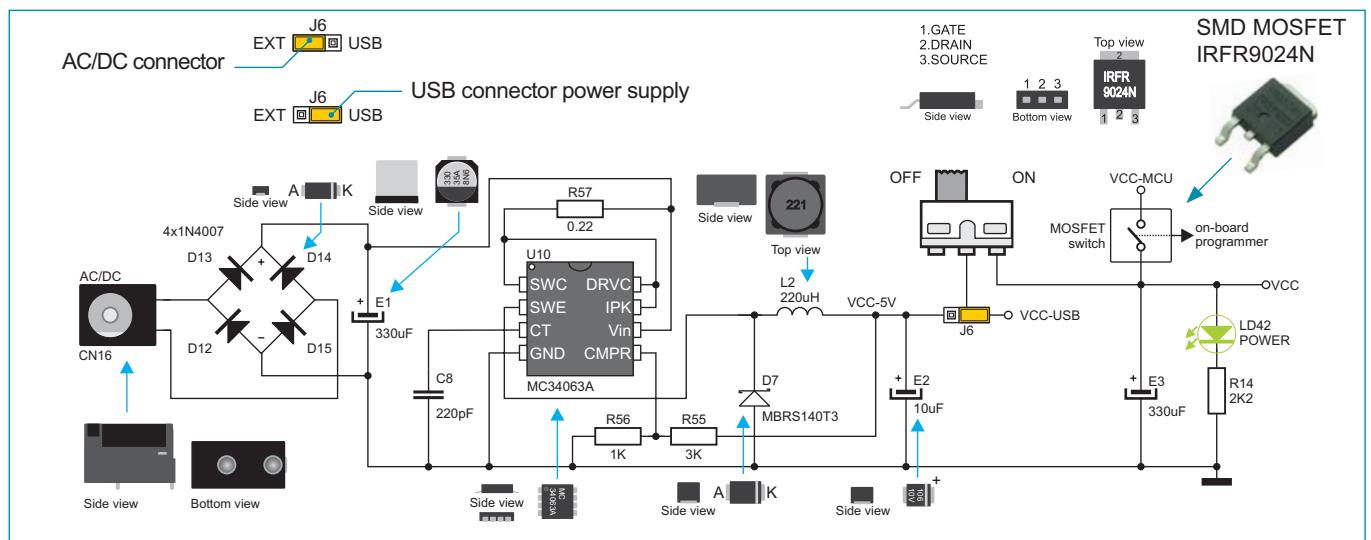 J6
EXT USB
AC/DC connector
J6
EXT USB
USB connector power supply
1.GATE
2.DRAIN
3.SOURCE
Side view
1 2 3
Bottom view
Top view
2
IRFR
9024N
1 2 3
SMD MOSFET
IRFR9024N
Side view
A K
4x1N4007
D13
D14
D12
D15
+
−
AC/DC
CN16
Side view
Bottom view
Side view
330
35A
8N6
+ E1
330uF
R57
0.22
U10
SWC DRVC
SWE IPK
CT Vin
GND CMPR
MC34063A
C8
220pF
R56
1K
R55
3K
Side view
MC
34063A
Side view
221
Top view
L2
220uH
VCC-5V
D7
MBRS140T3
Side view
A K
+ E2
10uF
Side view
106
10V
+
OFF ON
J6
VCC-USB
VCC-MCU
MOSFET
switch
on-board
programmer
VCC
LD42
POWER
+ E3
330uF
R14
2K2